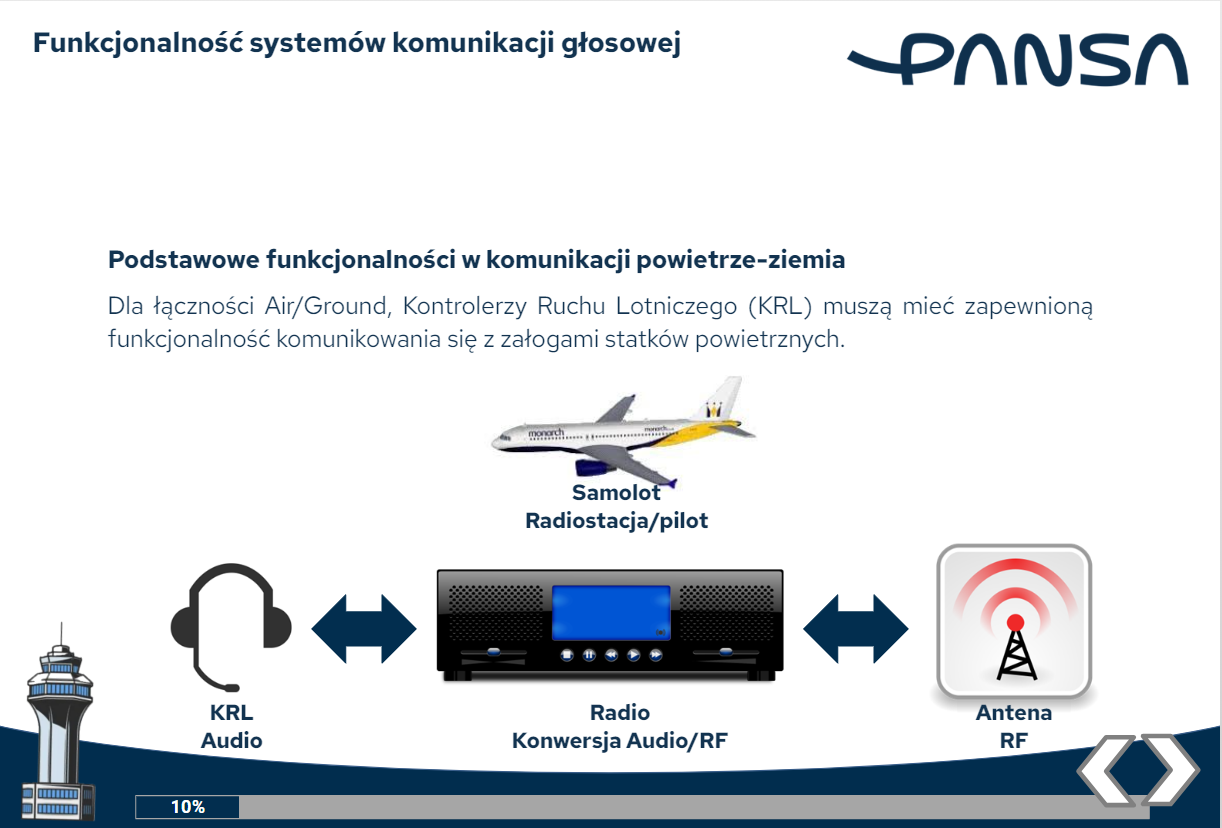 Funkcjonalność systemów komunikacji głosowej
PANSA
Podstawowe funkcjonalności w komunikacji powietrze-ziemia
Dla łączności Air/Ground, Kontrolerzy Ruchu Lotniczego (KRL) muszą mieć zapewnioną
funkcjonalność komunikowania się z załogami statków powietrznych.
monarch
monarch
Samolot
Radiostacja/pilot
KRL
Audio
Radio
Konwersja Audio/RF
Antena
RF
10%